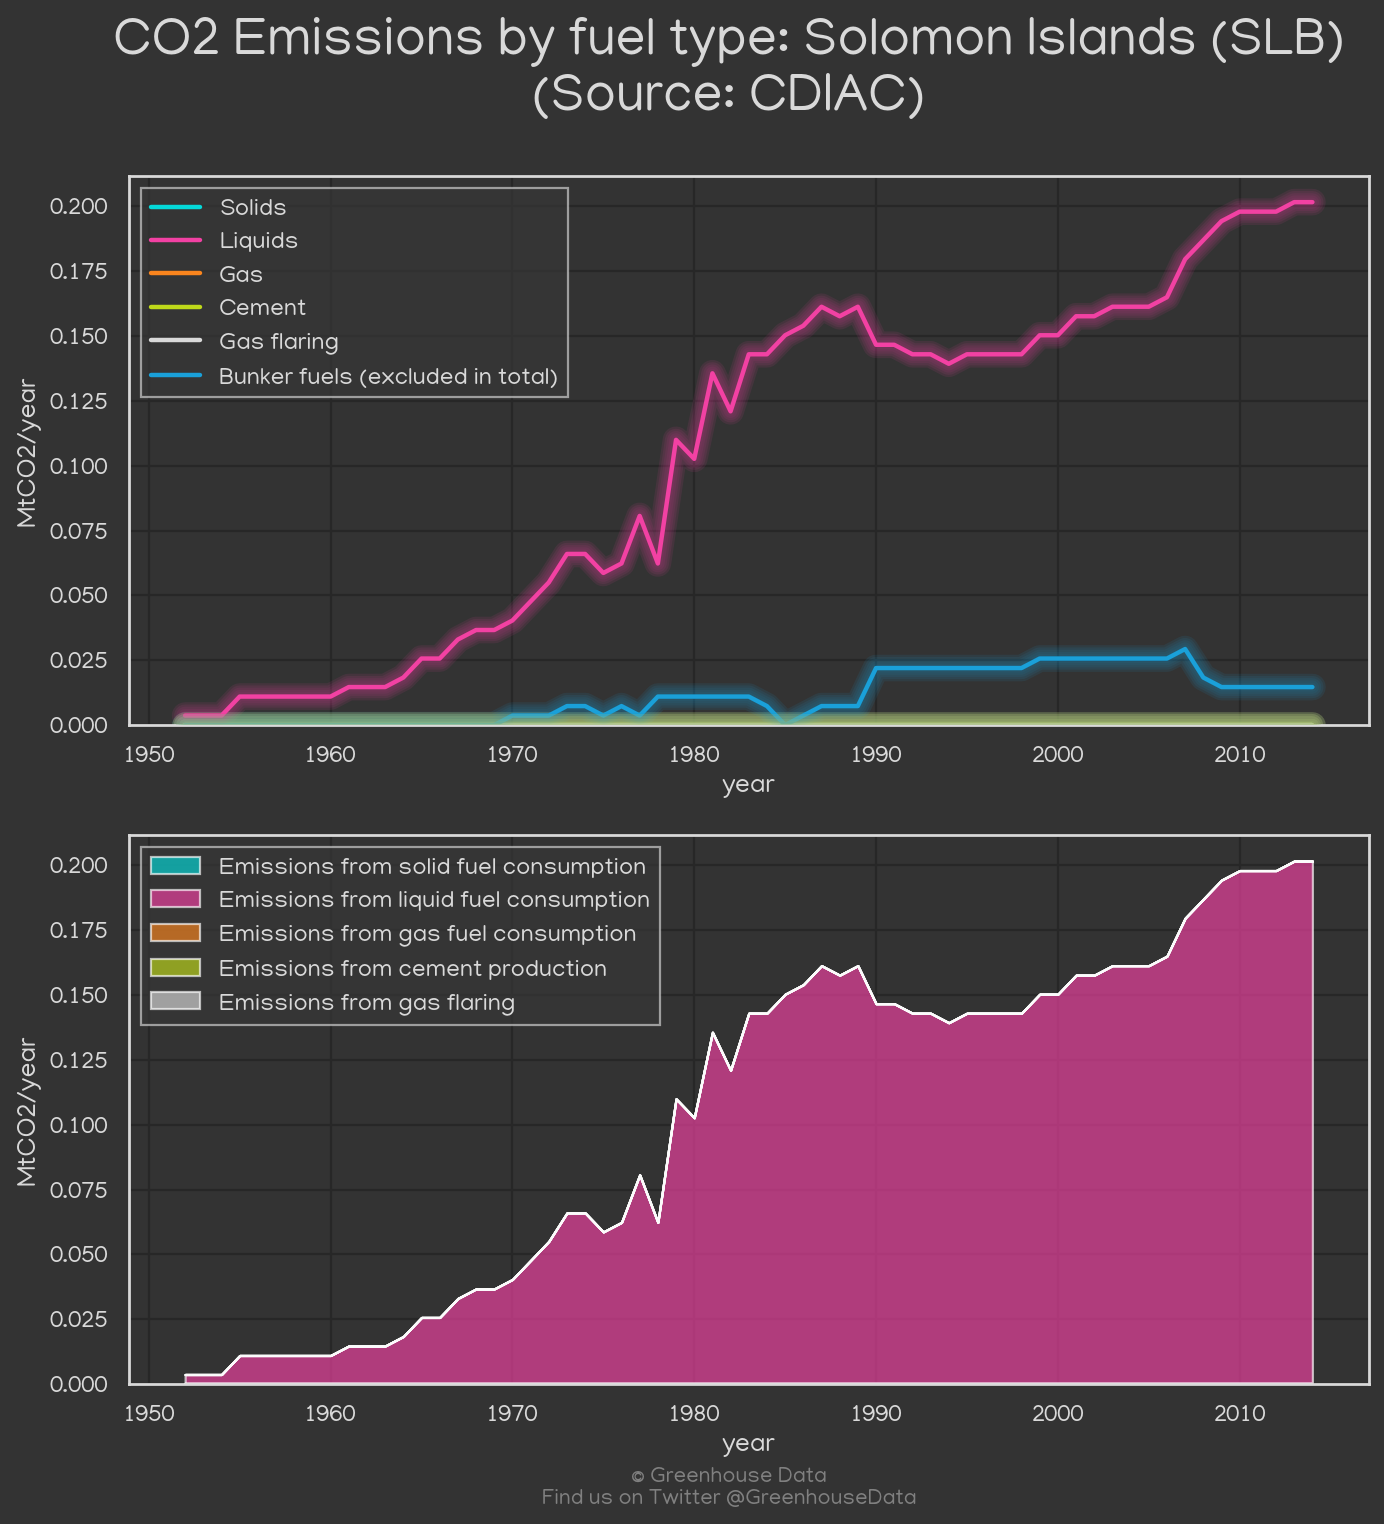 CO2 Emissions by fuel type: Solomon Islands (SLB)
(Source: CDIAC)
Solids
Liquids
Gas
Cement
Gas flaring
Bunker fuels (excluded in total)
MtCO2/year
0.200
0.175
0.150
0.125
0.100
0.075
0.050
0.025
0.000
1950 1960 1970 1980 1990 2000 2010
year
Emissions from solid fuel consumption
Emissions from liquid fuel consumption
Emissions from gas fuel consumption
Emissions from cement production
Emissions from gas flaring
MtCO2/year
0.200
0.175
0.150
0.125
0.100
0.075
0.050
0.025
0.000
1950 1960 1970 1980 1990 2000 2010
year
© Greenhouse Data
Find us on Twitter @GreenhouseData